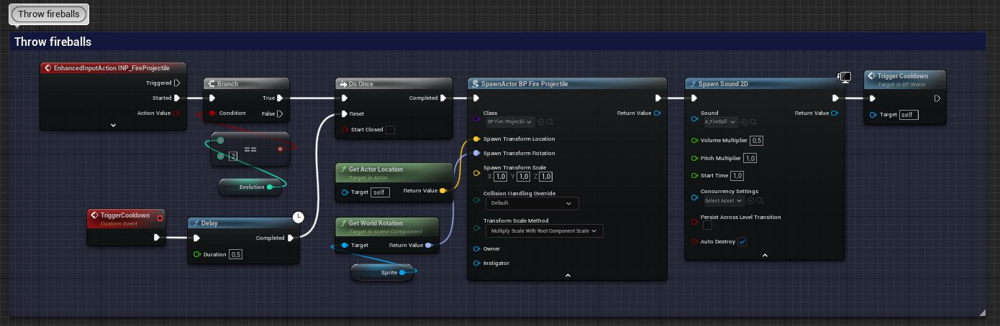 Throw fireballs
Throw fireballs
EnhancedInputAction INP_FireProjectile
Triggered
Started
Action Value
Branch
True
Condition
False
==
2
Evolution
TriggerCooldown
Custom Event
Delay
Completed
Duration 0,5
Do Once
Completed
Reset
Start Closed
Get Actor Location
Target is Actor
Target self
Return Value
Get World Rotation
Target is Scene Component
Target
Return Value
Sprite
SpawnActor BP Fire Projectile
Class
BP Fire Projectil
Return Value
Spawn Transform Location
Spawn Transform Rotation
Spawn Transform Scale
X 1,0 Y 1,0 Z 1,0
Collision Handling Override
Default
Transform Scale Method
Multiply Scale With Root Component Scale
Owner
Instigator
Spawn Sound 2D
Sound
A_FireBall
Return Value
Volume Multiplier 0,5
Pitch Multiplier 1,0
Start Time 1,0
Concurrency Settings
Select Asset
Persist Across Level Transition
Auto Destroy
Trigger Cooldown
Target is BP Wario
Target self